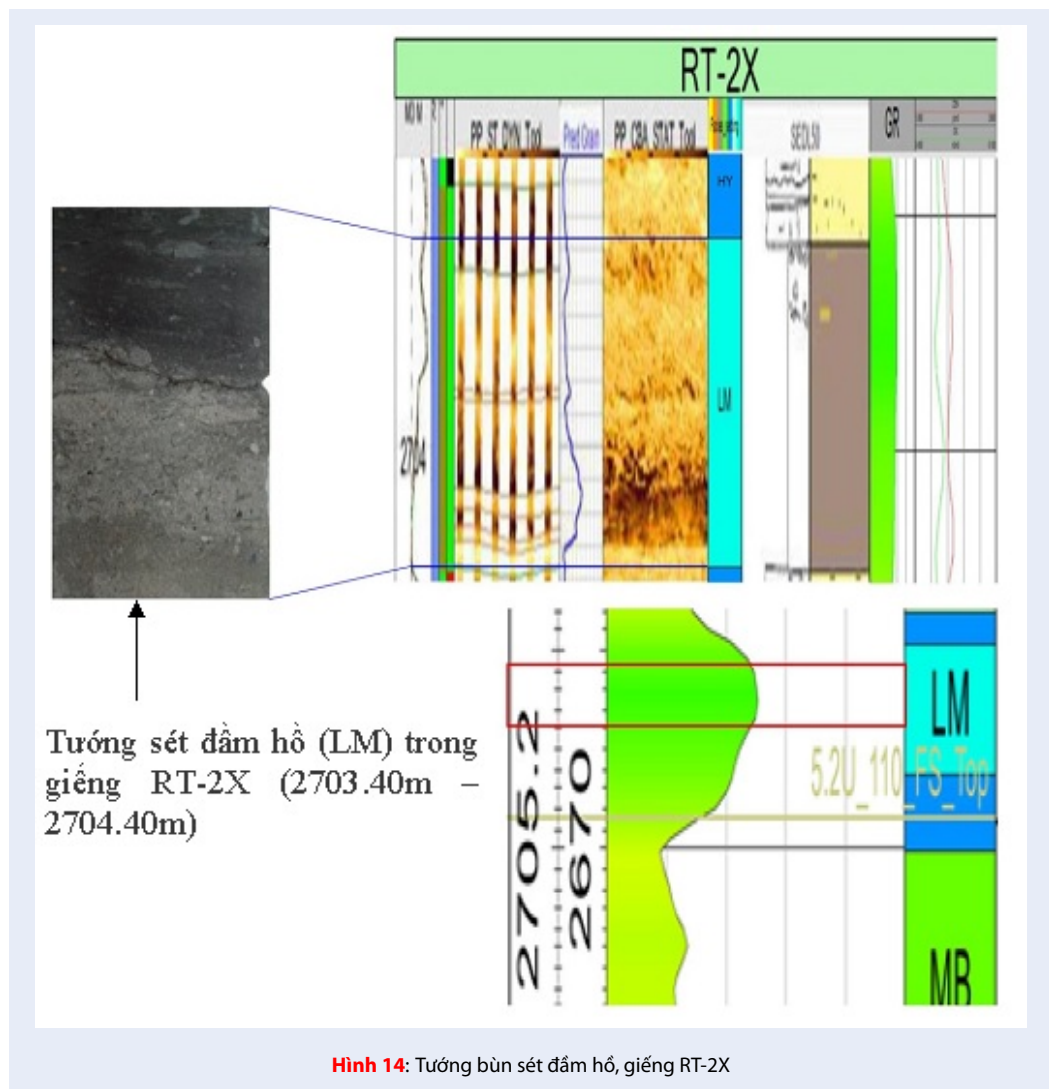 RT-2X
PP_ST_DYN_Tool
Pred Grain
PP_CBA_STAT_Tool
GR
HY
LM
2704
Tướng sét đầm hồ (LM) trong
giếng RT-2X (2703.40m –
2704.40m)
2705.2
2670
LM
5.2U_110_FS_Top
MB
Hình 14: Tướng bùn sét đầm hồ, giếng RT-2X